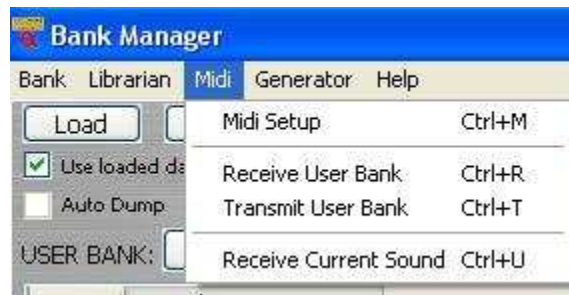 Bank Manager
Bank Librarian Midi Generator Help
Load
Midi Setup Ctrl+M
Use loaded da
Receive User Bank Ctrl+R
Auto Dump
Transmit User Bank Ctrl+T
USER BANK:
Receive Current Sound Ctrl+U